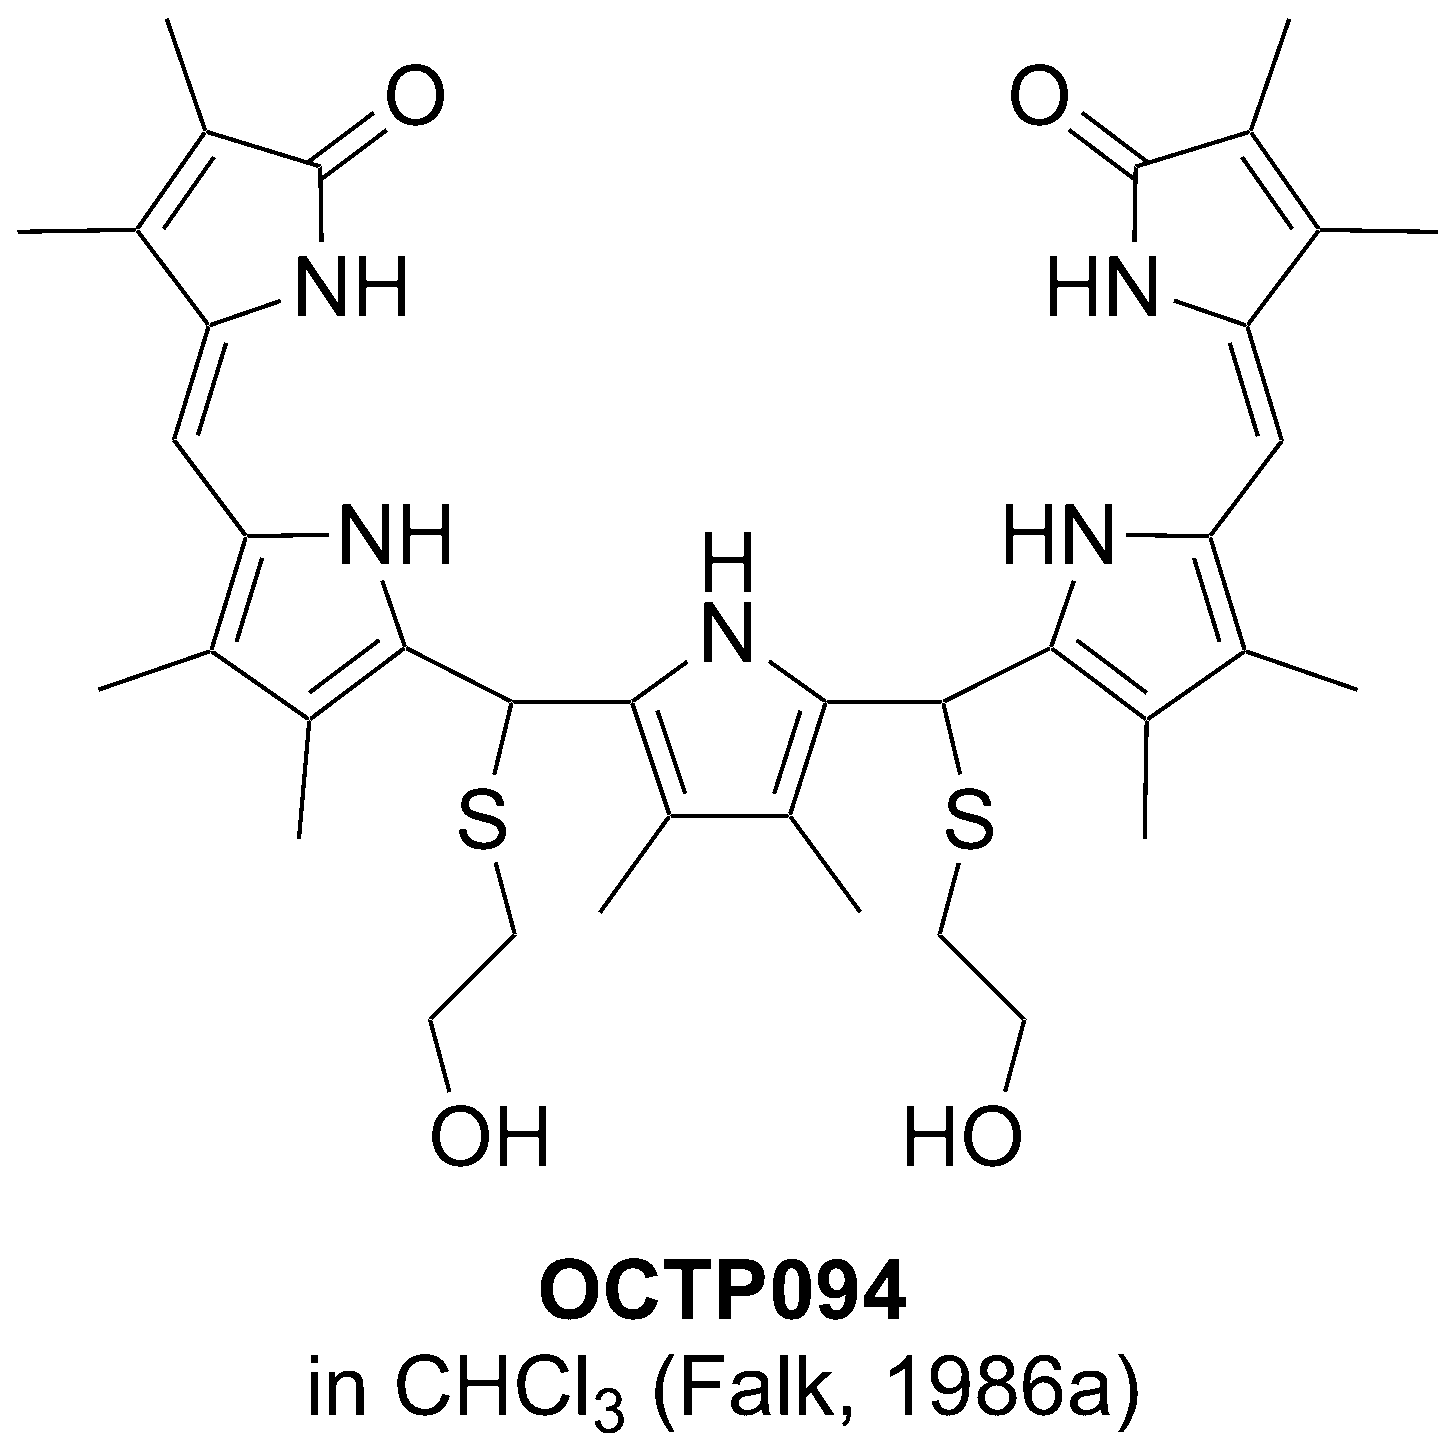 O O
NH HN
NH H HN
N
S S
OH HO
OCTP094
in CHCl₃ (Falk, 1986a)